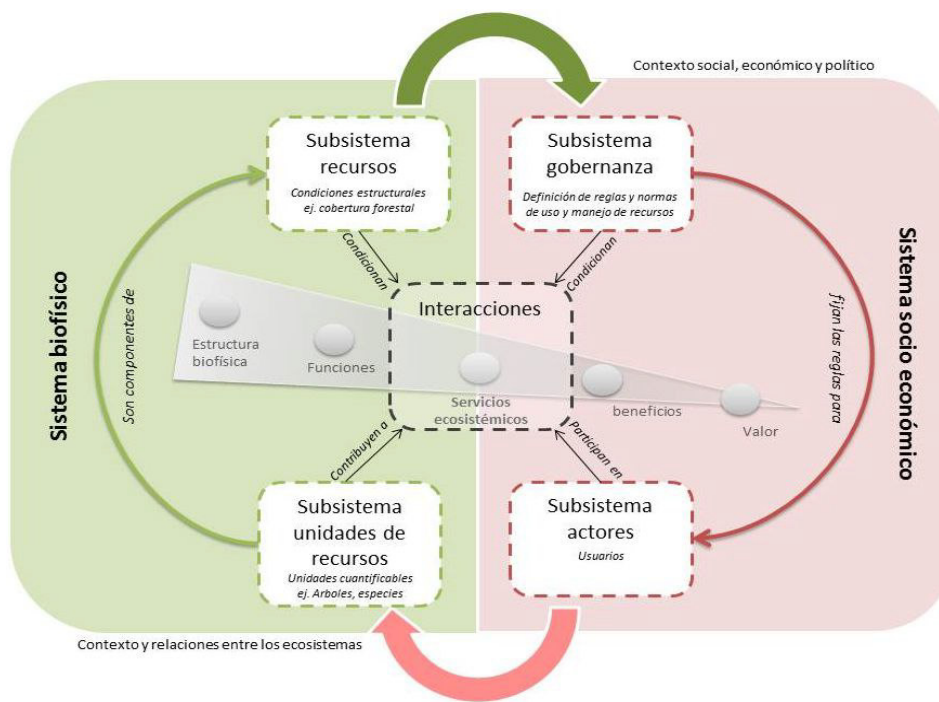 Contexto social, económico y político
Subsistema
recursos
Condiciones estructurales
ej. cobertura forestal
Subsistema
gobernanza
Definición de reglas y normas
de uso y manejo de recursos
Condicionan
Condicionan
Sistema biofísico
Son componentes de
Interacciones
Estructura
biofísica
Funciones
Servicios
ecosistémicos
beneficios
Valor
fijan las reglas para
Sistema socio económico
Contribuyen a
Participan en
Subsistema
unidades de
recursos
Unidades cuantificables
ej. Arboles, especies
Subsistema
actores
Usuarios
Contexto y relaciones entre los ecosistemas